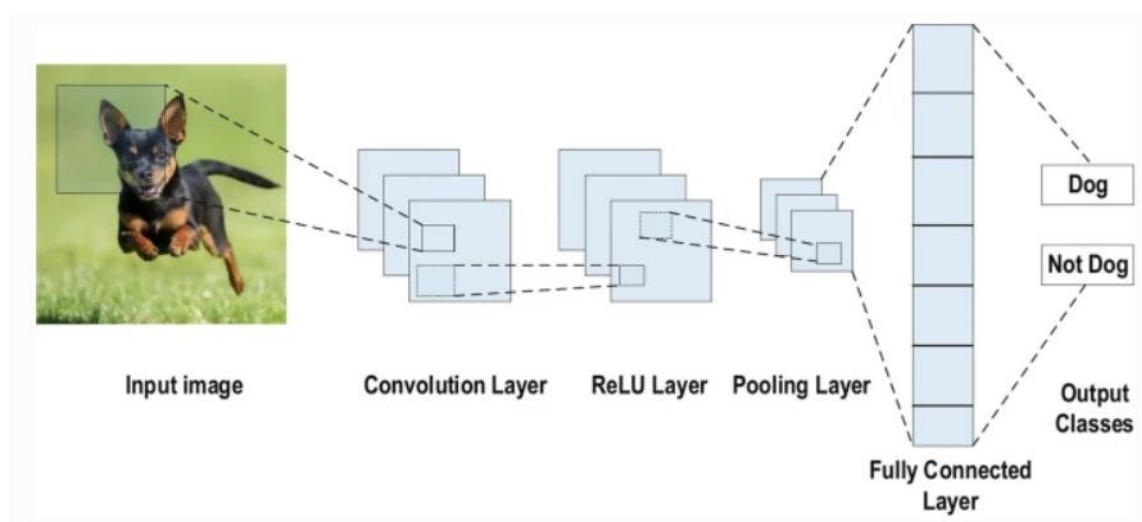 Dog
Not Dog
Input image
Convolution Layer
ReLU Layer
Pooling Layer
Output
Classes
Fully Connected
Layer